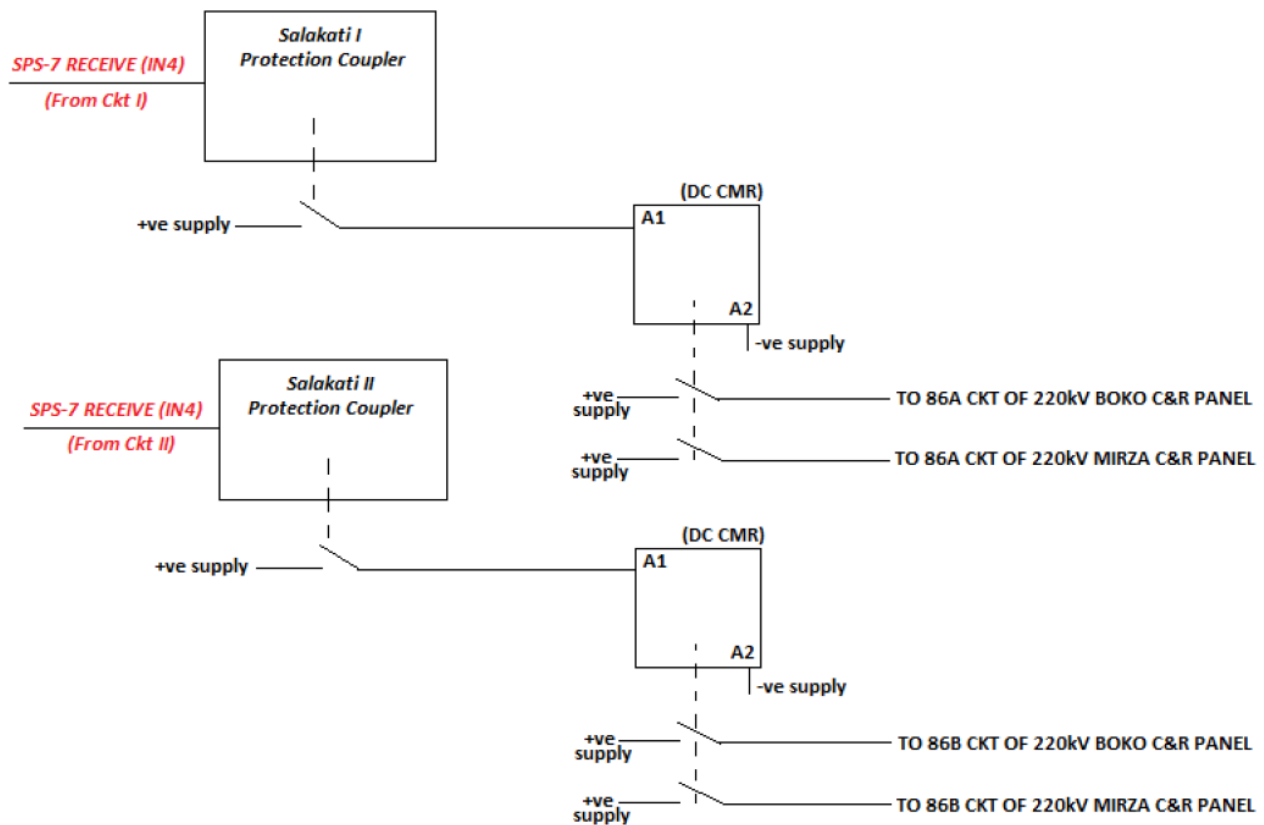 Salakati I
Protection Coupler
SPS-7 RECEIVE (IN4)
(From Ckt I)
+ve supply
(DC CMR)
A1
A2
-ve supply
+ve
supply
TO 86A CKT OF 220kV BOKO C&R PANEL
+ve
supply
TO 86A CKT OF 220kV MIRZA C&R PANEL
Salakati II
Protection Coupler
SPS-7 RECEIVE (IN4)
(From Ckt II)
+ve supply
(DC CMR)
A1
A2
-ve supply
+ve
supply
TO 86B CKT OF 220kV BOKO C&R PANEL
+ve
supply
TO 86B CKT OF 220kV MIRZA C&R PANEL